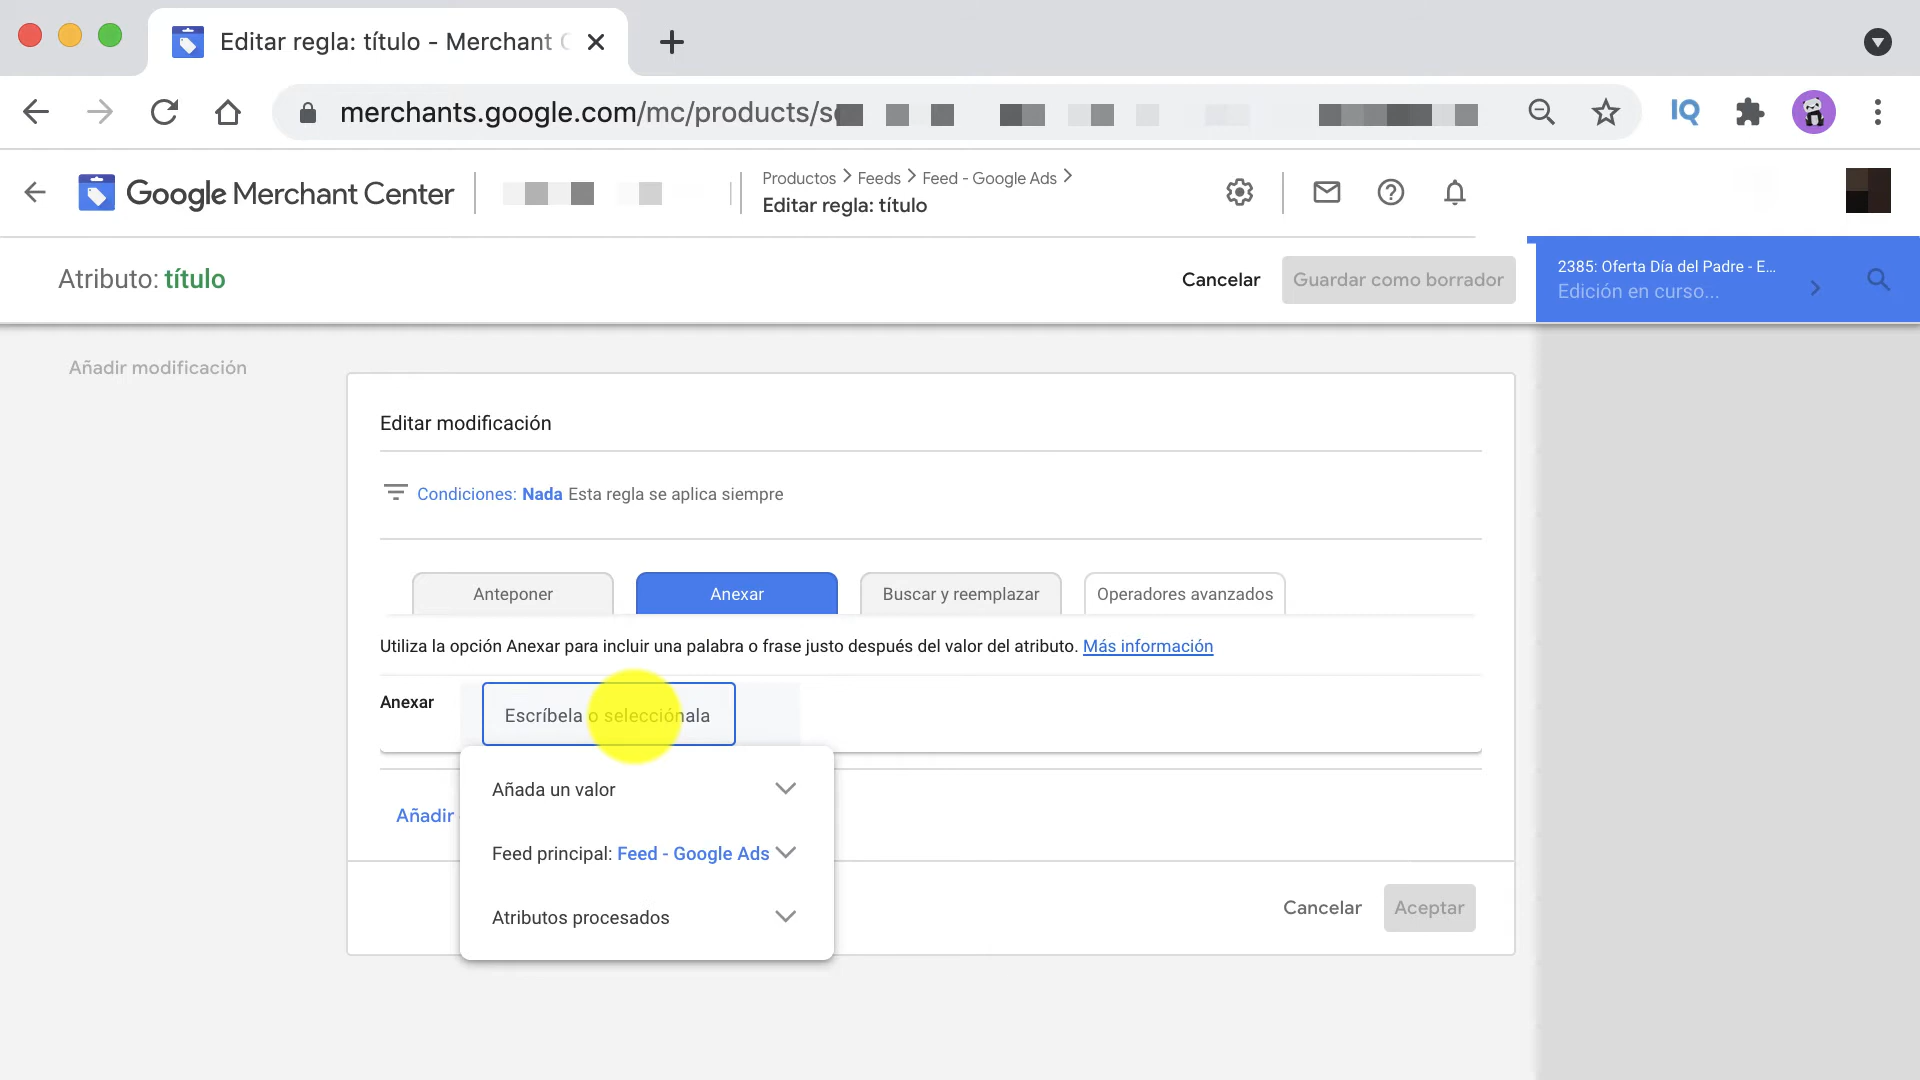 Editar regla: título - Merchant
merchants.google.com/mc/products/s
IQ
Google Merchant Center
Productos > Feeds > Feed - Google Ads >
Editar regla: título
Atributo: título
Cancelar
Guardar como borrador
2385: Oferta Día del Padre - E...
Edición en curso...
Añadir modificación
Editar modificación
Condiciones: Nada Esta regla se aplica siempre
Anteponer
Anexar
Buscar y reemplazar
Operadores avanzados
Utiliza la opción Anexar para incluir una palabra o frase justo después del valor del atributo. Más información
Anexar
Escríbela o selecciónala
Añada un valor
Añadir
Feed principal: Feed - Google Ads
Atributos procesados
Cancelar
Aceptar